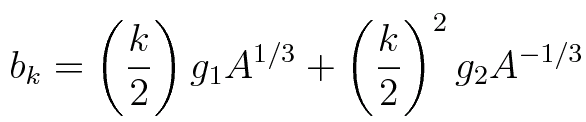 $b_k = \left(\frac{k}{2}\right) g_1 A^{1/3} + \left(\frac{k}{2}\right)^2 g_2 A^{-1/3}$